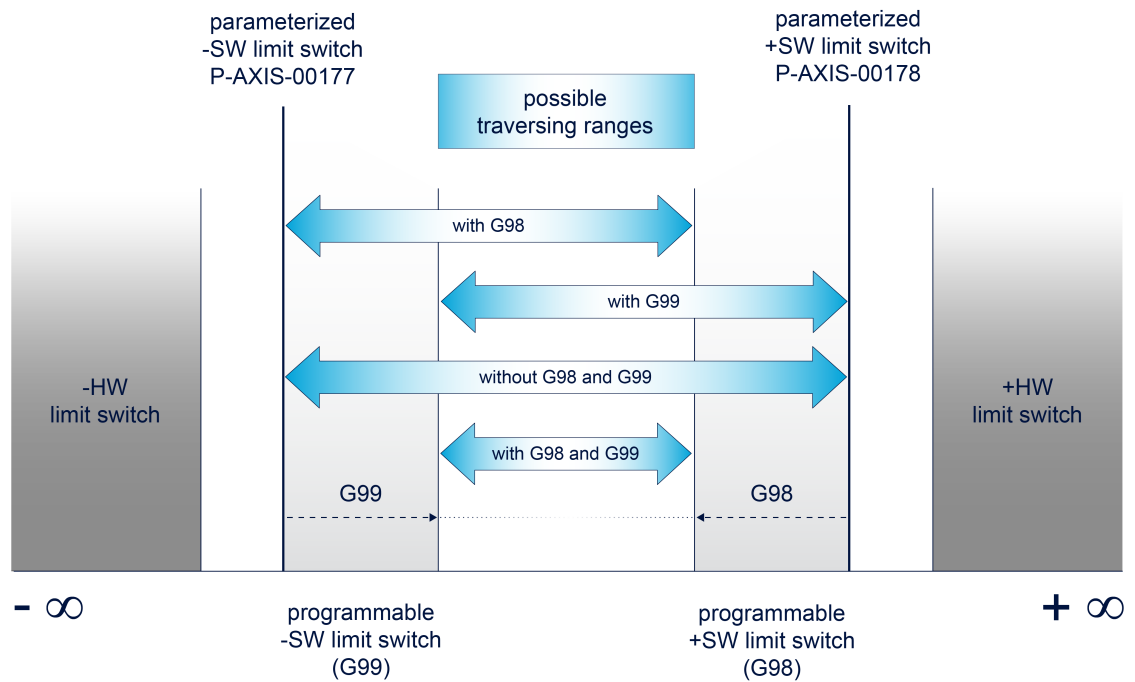 parameterized
-SW limit switch
P-AXIS-00177
parameterized
+SW limit switch
P-AXIS-00178
possible
traversing ranges
with G98
with G99
without G98 and G99
with G98 and G99
-HW
limit switch
+HW
limit switch
G99
G98
- ∞
+ ∞
programmable
-SW limit switch
(G99)
programmable
+SW limit switch
(G98)